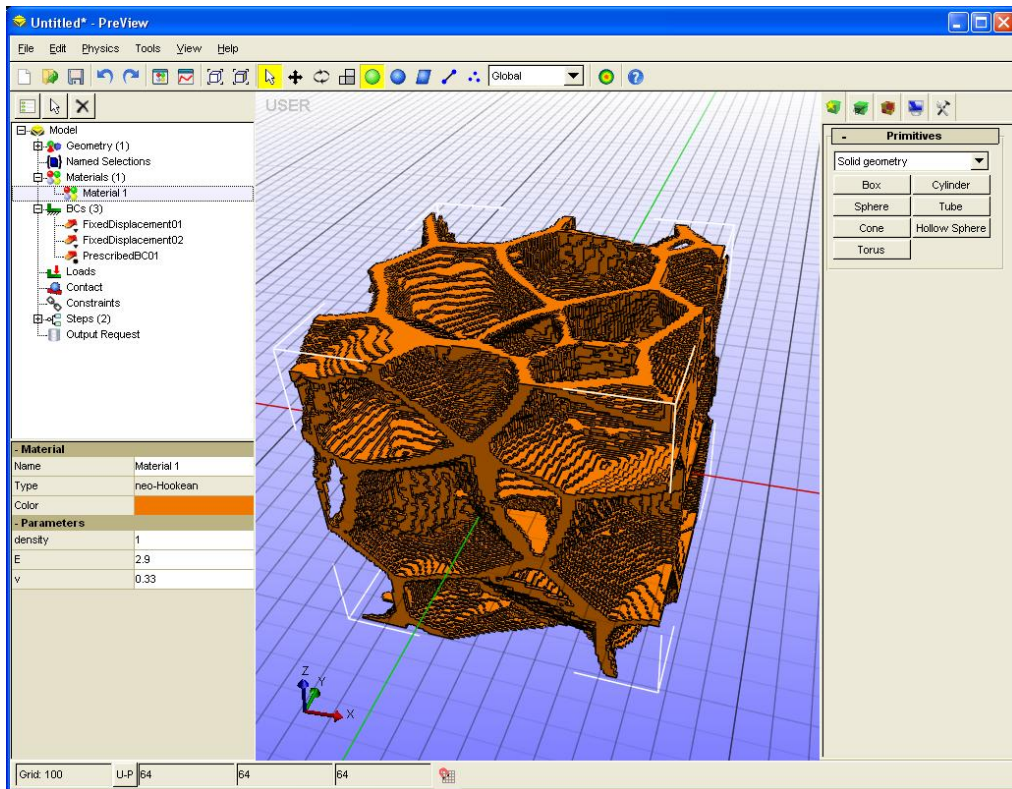 Untitled* - PreView
File Edit Physics Tools View Help
Global
USER
Model
Geometry (1)
Named Selections
Materials (1)
Material 1
BCs (3)
FixedDisplacement01
FixedDisplacement02
PrescribedBC01
Loads
Contact
Constraints
Steps (2)
Output Request
- Material
Name Material 1
Type neo-Hookean
Color
- Parameters
density 1
E 2.9
v 0.33
Z
Y
X
- Primitives
Solid geometry
Box Cylinder
Sphere Tube
Cone Hollow Sphere
Torus
Grid: 100 U-P 64 64 64